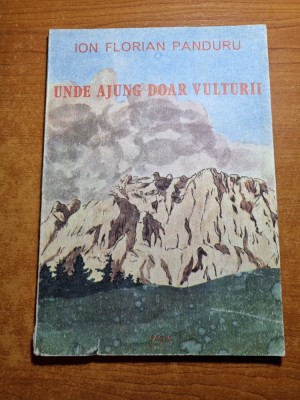 ION FLORIAN PANDURU
UNDE AJUNG DOAR VULTURII